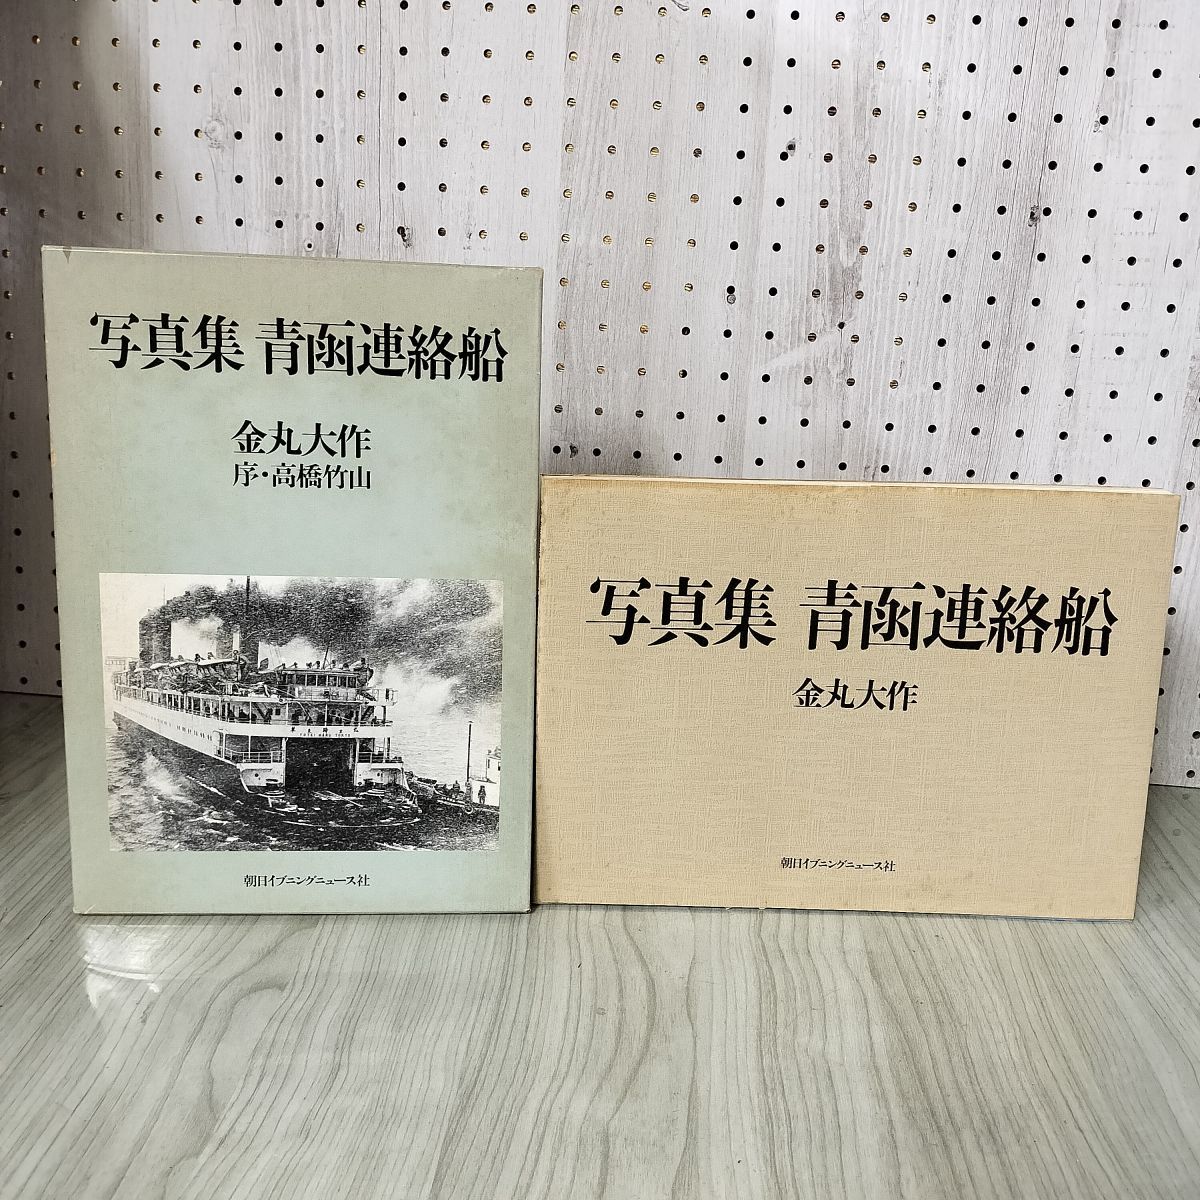 写真集 青函連絡船
金丸大作
序・高橋竹山
朝日イブニングニュース社
写真集 青函連絡船
金丸大作
朝日イブニングニュース社